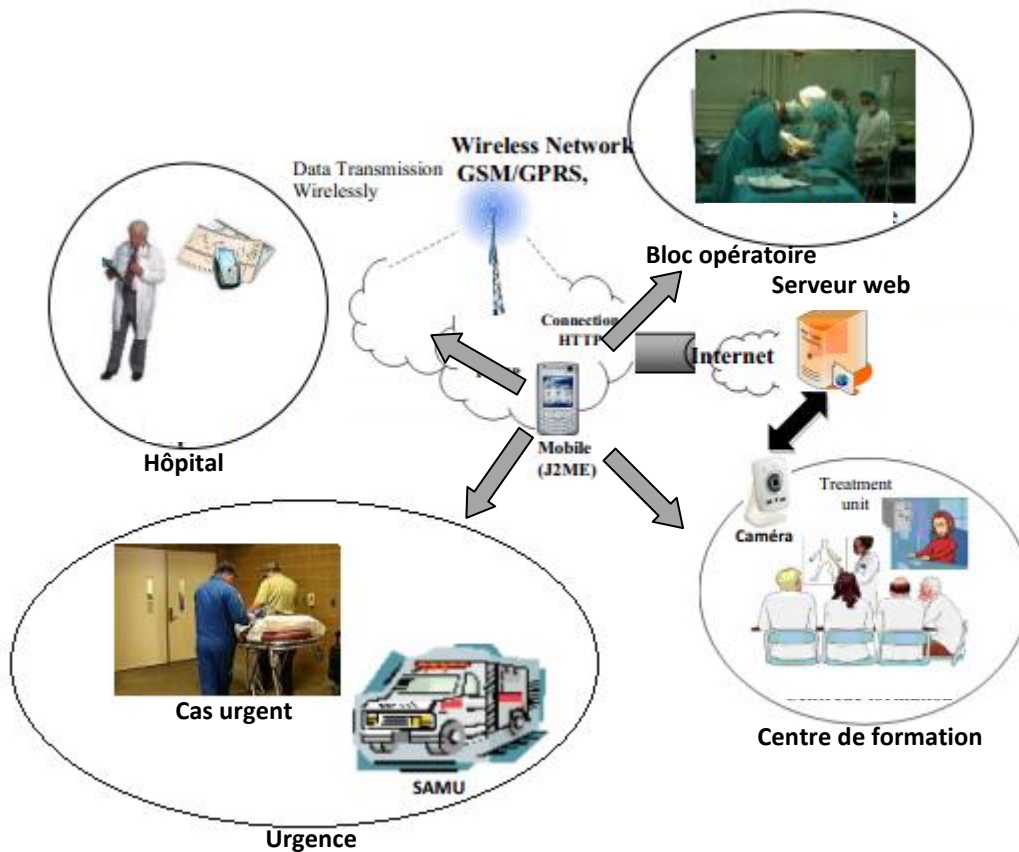 Wireless Network
GSM/GPRS,
Data Transmission
Wirelessly
Bloc opératoire
Serveur web
Connection
HTTP
Internet
Mobile
(J2ME)
Hôpital
Treatment
unit
Caméra
Cas urgent
SAMU
Centre de formation
Urgence